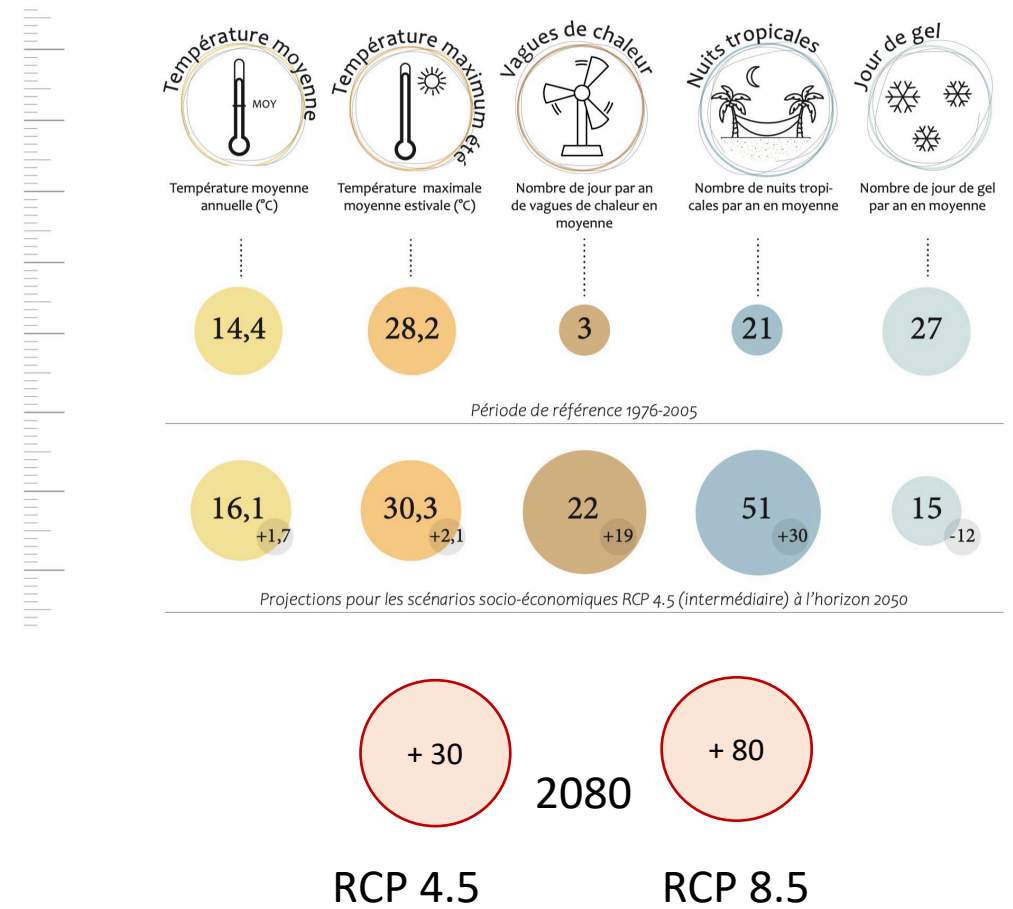 Température moyenne
Température maximum été
Vagues de chaleur
Nuits tropicales
Jour de gel
MOY
Température moyenne
annuelle (°C)
Température maximale
moyenne estivale (°C)
Nombre de jour par an
de vagues de chaleur en
moyenne
Nombre de nuits tropi-
cales par an en moyenne
Nombre de jour de gel
par an en moyenne
14,4
28,2
3
21
27
Période de référence 1976-2005
16,1
+1,7
30,3
+2,1
22
+19
51
+30
15
-12
Projections pour les scénarios socio-économiques RCP 4.5 (intermédiaire) à l'horizon 2050
+ 30
+ 80
2080
RCP 4.5
RCP 8.5